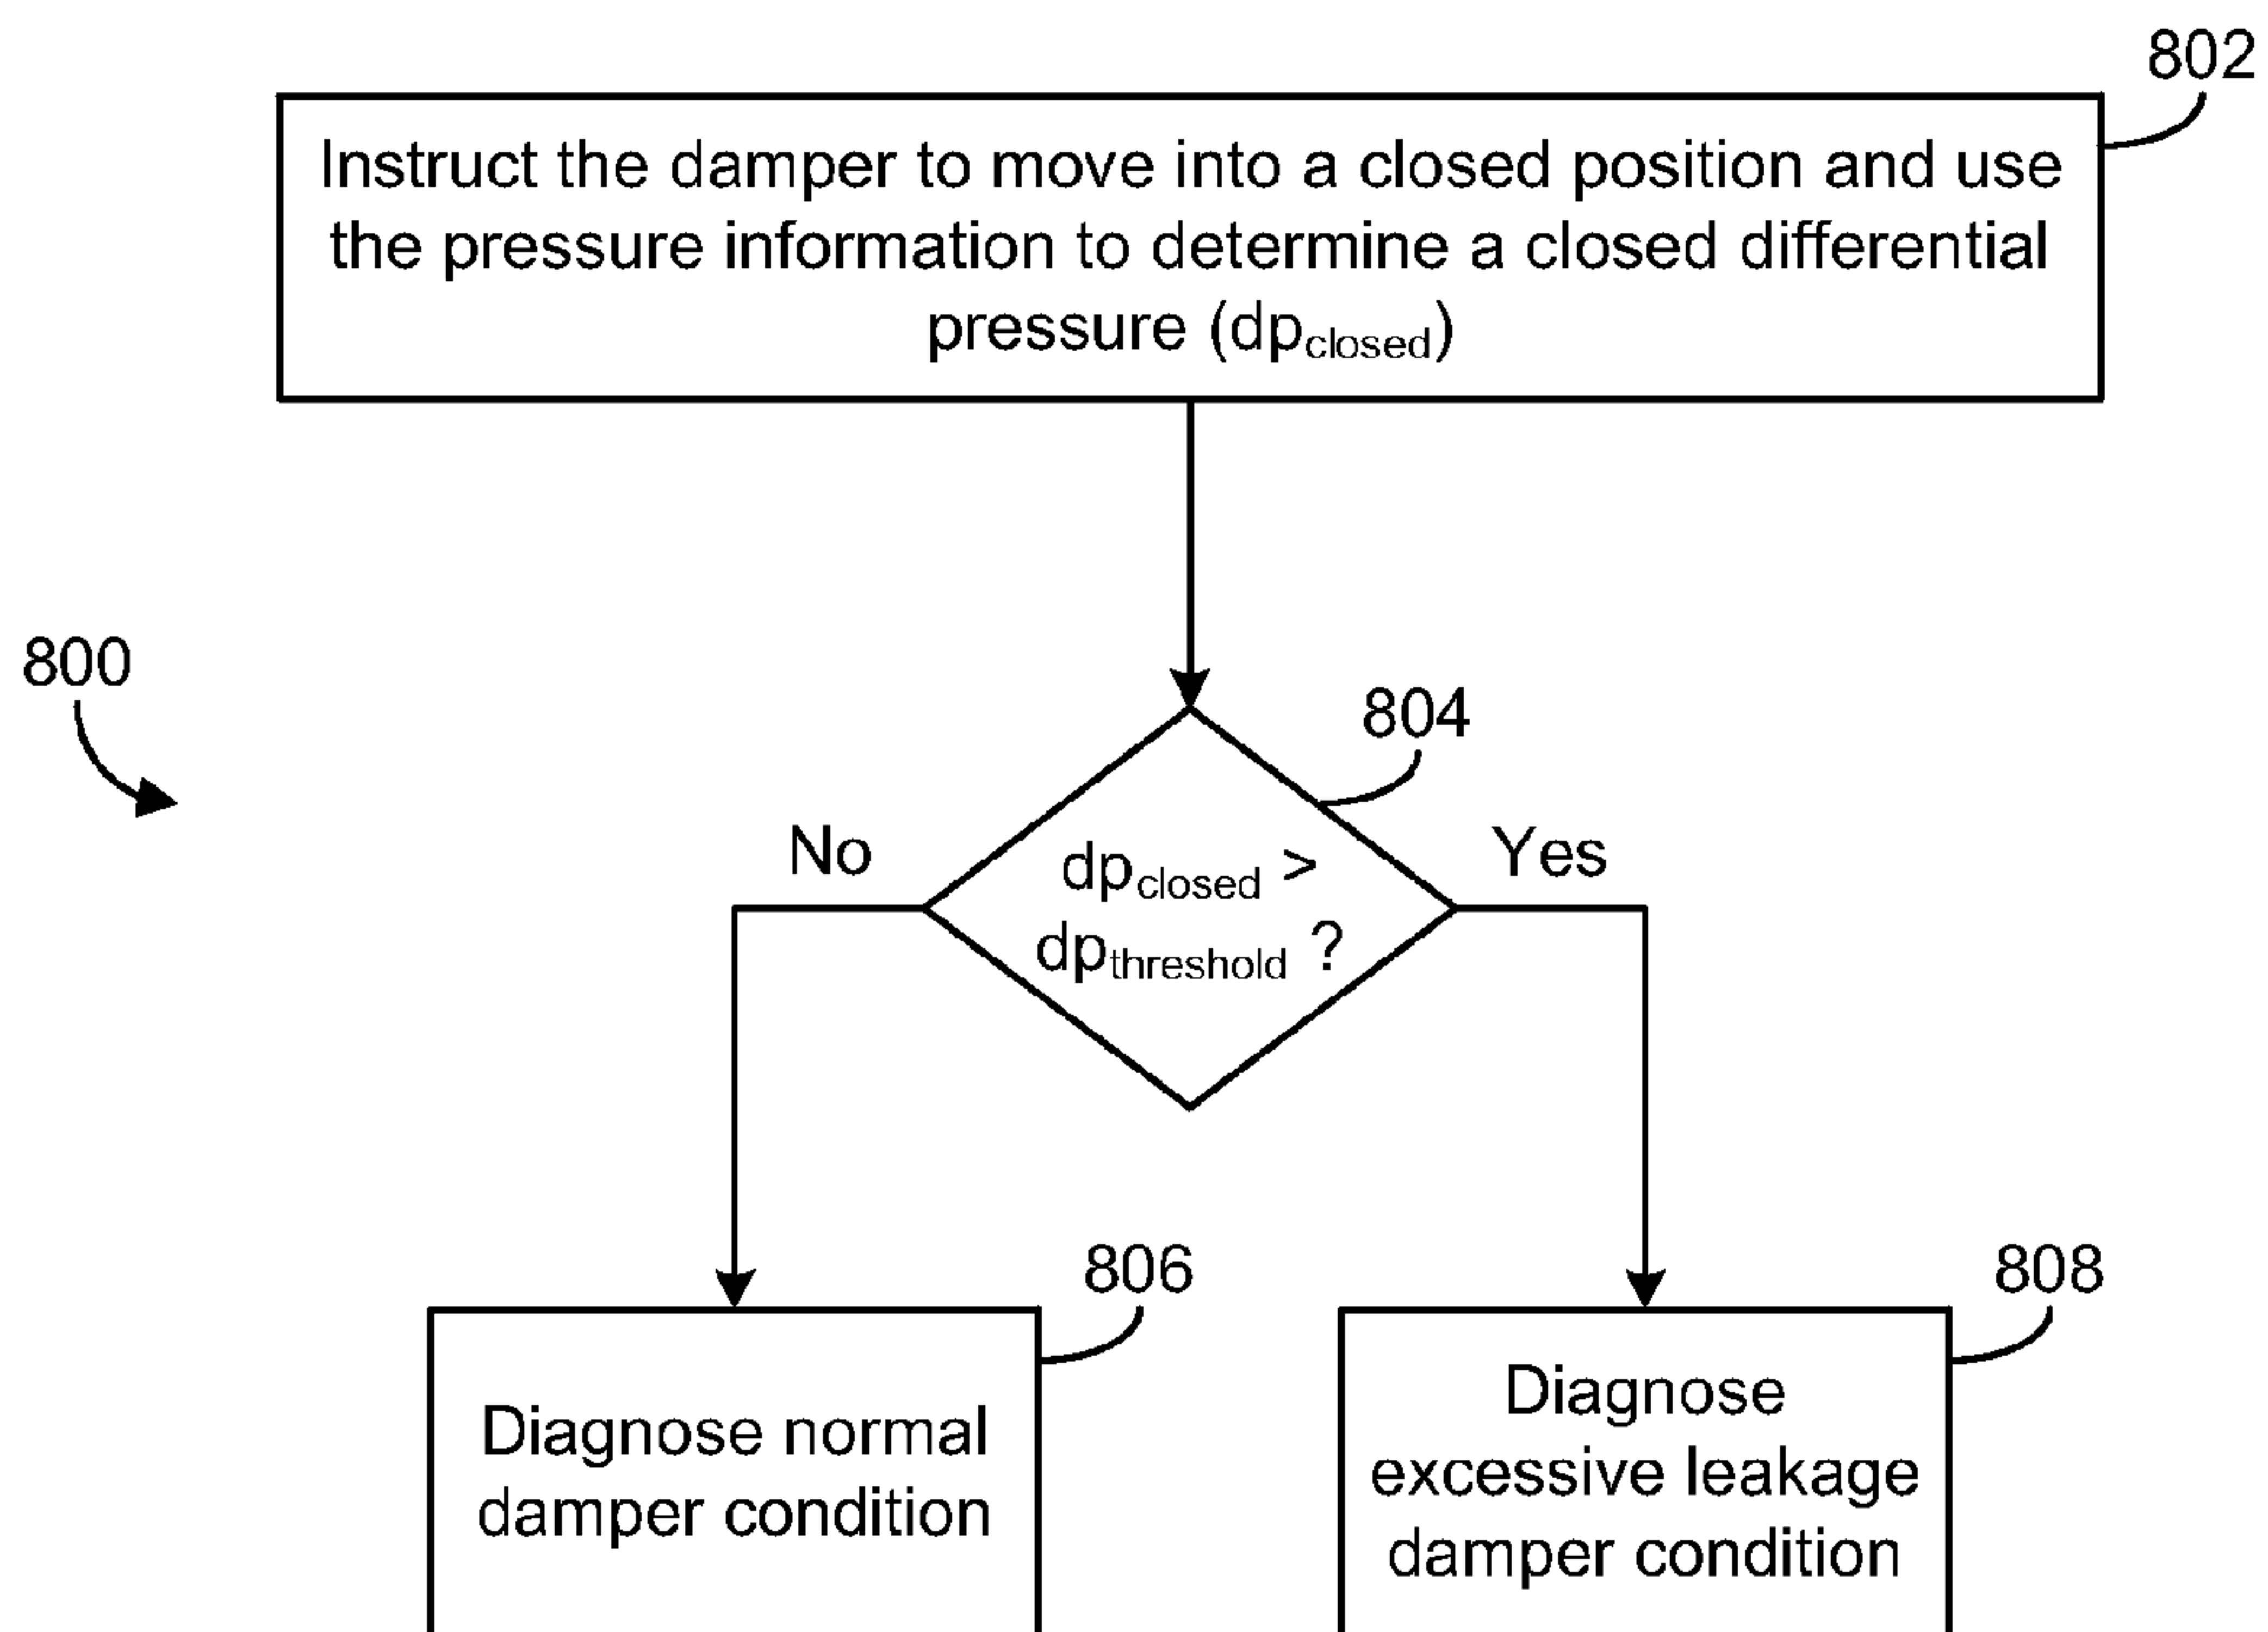 802
Instruct the damper to move into a closed position and use
the pressure information to determine a closed differential
pressure (dpclosed)
800
804
No
dpclosed >
dpthreshold ?
Yes
806
Diagnose normal
damper condition
808
Diagnose
excessive leakage
damper condition